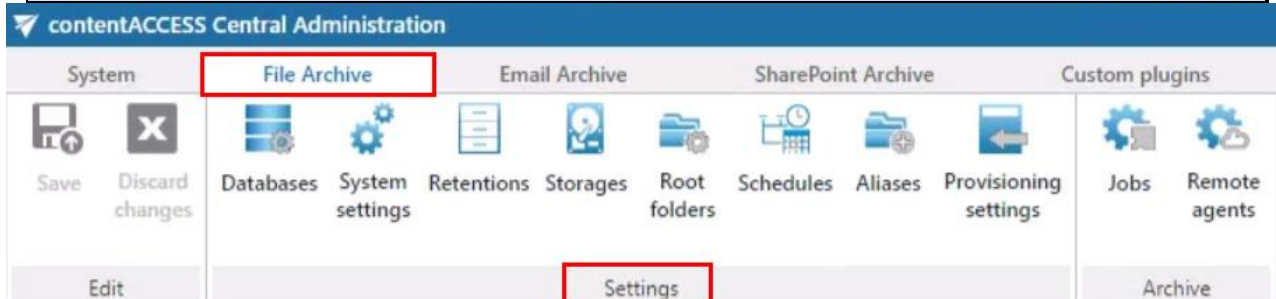 contentACCESS Central Administration
System File Archive Email Archive SharePoint Archive Custom plugins
Save Discard Databases System Retentions Storages Root Schedules Aliases Provisioning Jobs Remote
changes settings folders settings agents
Edit Settings Archive